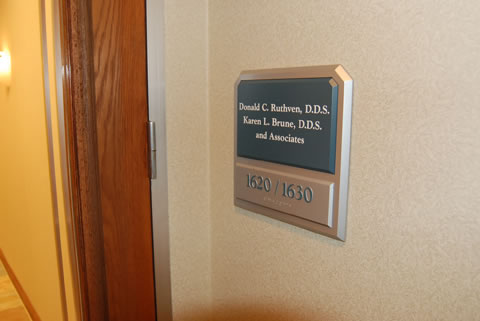 Donald C. Ruthven, D.D.S.
Karen L. Brune, D.D.S.
and Associates
1620 / 1630